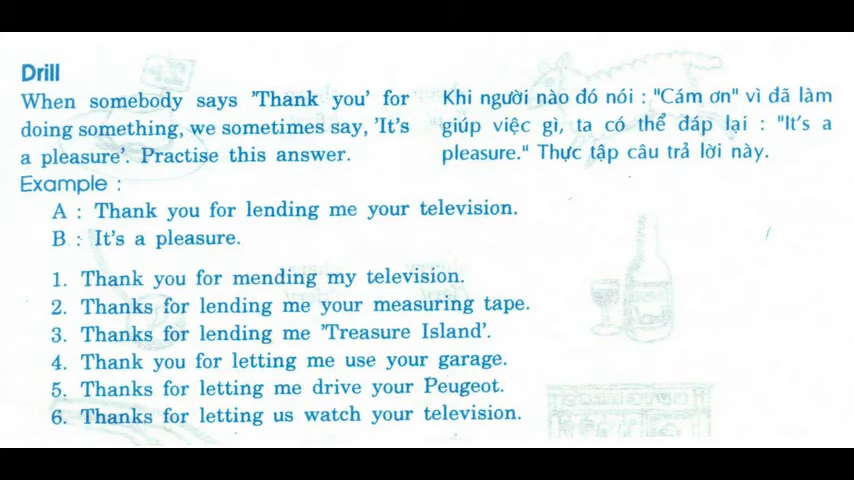 Drill
When somebody says 'Thank you' for
doing something, we sometimes say, 'It's
a pleasure'. Practise this answer.
Khi người nào đó nói : "Cám ơn" vì đã làm
giúp việc gì, ta có thể đáp lại : "It's a
pleasure." Thực tập câu trả lời này.
Example :
A : Thank you for lending me your television.
B : It's a pleasure.
1. Thank you for mending my television.
2. Thanks for lending me your measuring tape.
3. Thanks for lending me 'Treasure Island'.
4. Thank you for letting me use your garage.
5. Thanks for letting me drive your Peugeot.
6. Thanks for letting us watch your television.